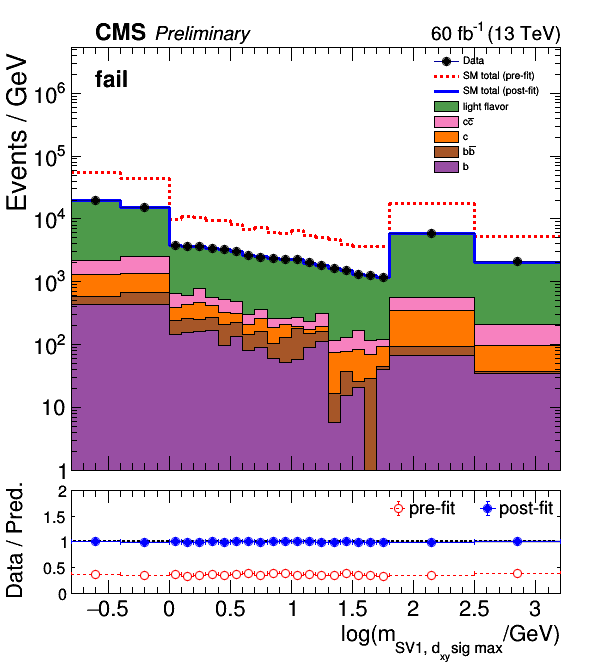 CMS Preliminary 60 fb⁻¹ (13 TeV)
fail
Data
SM total (pre-fit)
SM total (post-fit)
light flavor
cc̅
c
bb̅
b
Events / GeV
10⁶
10⁵
10⁴
10³
10²
10
1
pre-fit post-fit
Data / Pred.
2
1.5
1
0.5
0
−0.5 0 0.5 1 1.5 2 2.5 3
log(m_SV1, d_xy sig max/GeV)